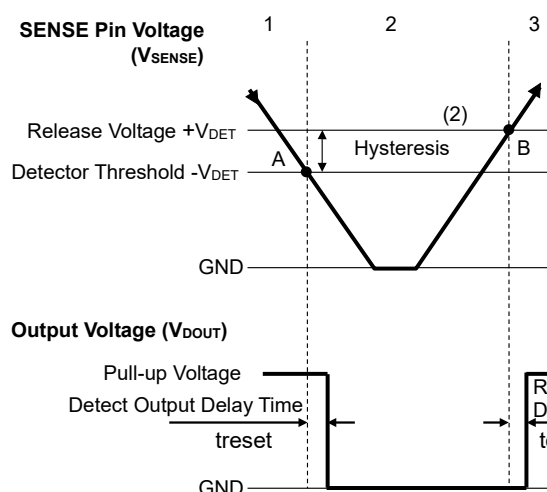 1 2 3
SENSE Pin Voltage
(VSENSE)
(2)
Release Voltage +VDET
A Hysteresis B
Detector Threshold -VDET
GND
Output Voltage (VDOUT)
Pull-up Voltage
R
Detect Output Delay Time D
treset
GND